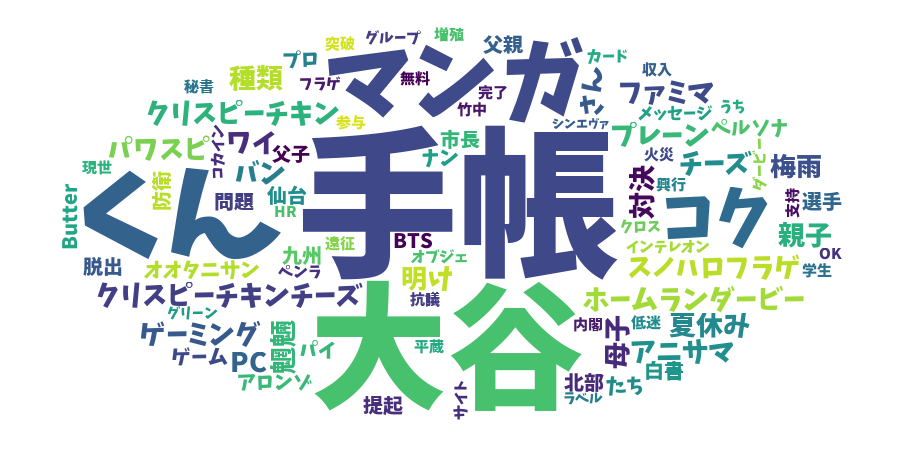 増殖
グループ
突破
父親
プロ
マンガ
カード
収入
種類
フラゲ
無料
完了
さん
ファミマ
秘書
クリスピーチキン
竹中
メッセージ
うち
参与
シンエヴァ
プレーン
ペルソナ
パワスピ
コカイン
ワイ
父子
市長
ナン
手帳
火災
チーズ
ダービー
梅雨
現世
くん
バン
防衛
問題
仙台
HR
対決
興行
コク
支持
選手
Butter
BTS
クロス
親子
遠征
九州
オブジェ
インテレオン
OK
脱出
オオタニサン
ペンラ
明け
スノハロフラゲ
学生
クリスピーチキンチーズ
抗議
ホームランダービー
グリーン
大谷
内閣
母子
低迷
夏休み
ゲーミング
魍魎
パイ
平蔵
アニサマ
ゲーム
PC
白書
アロンゾ
サイト
北部
たち
提起
ラベル